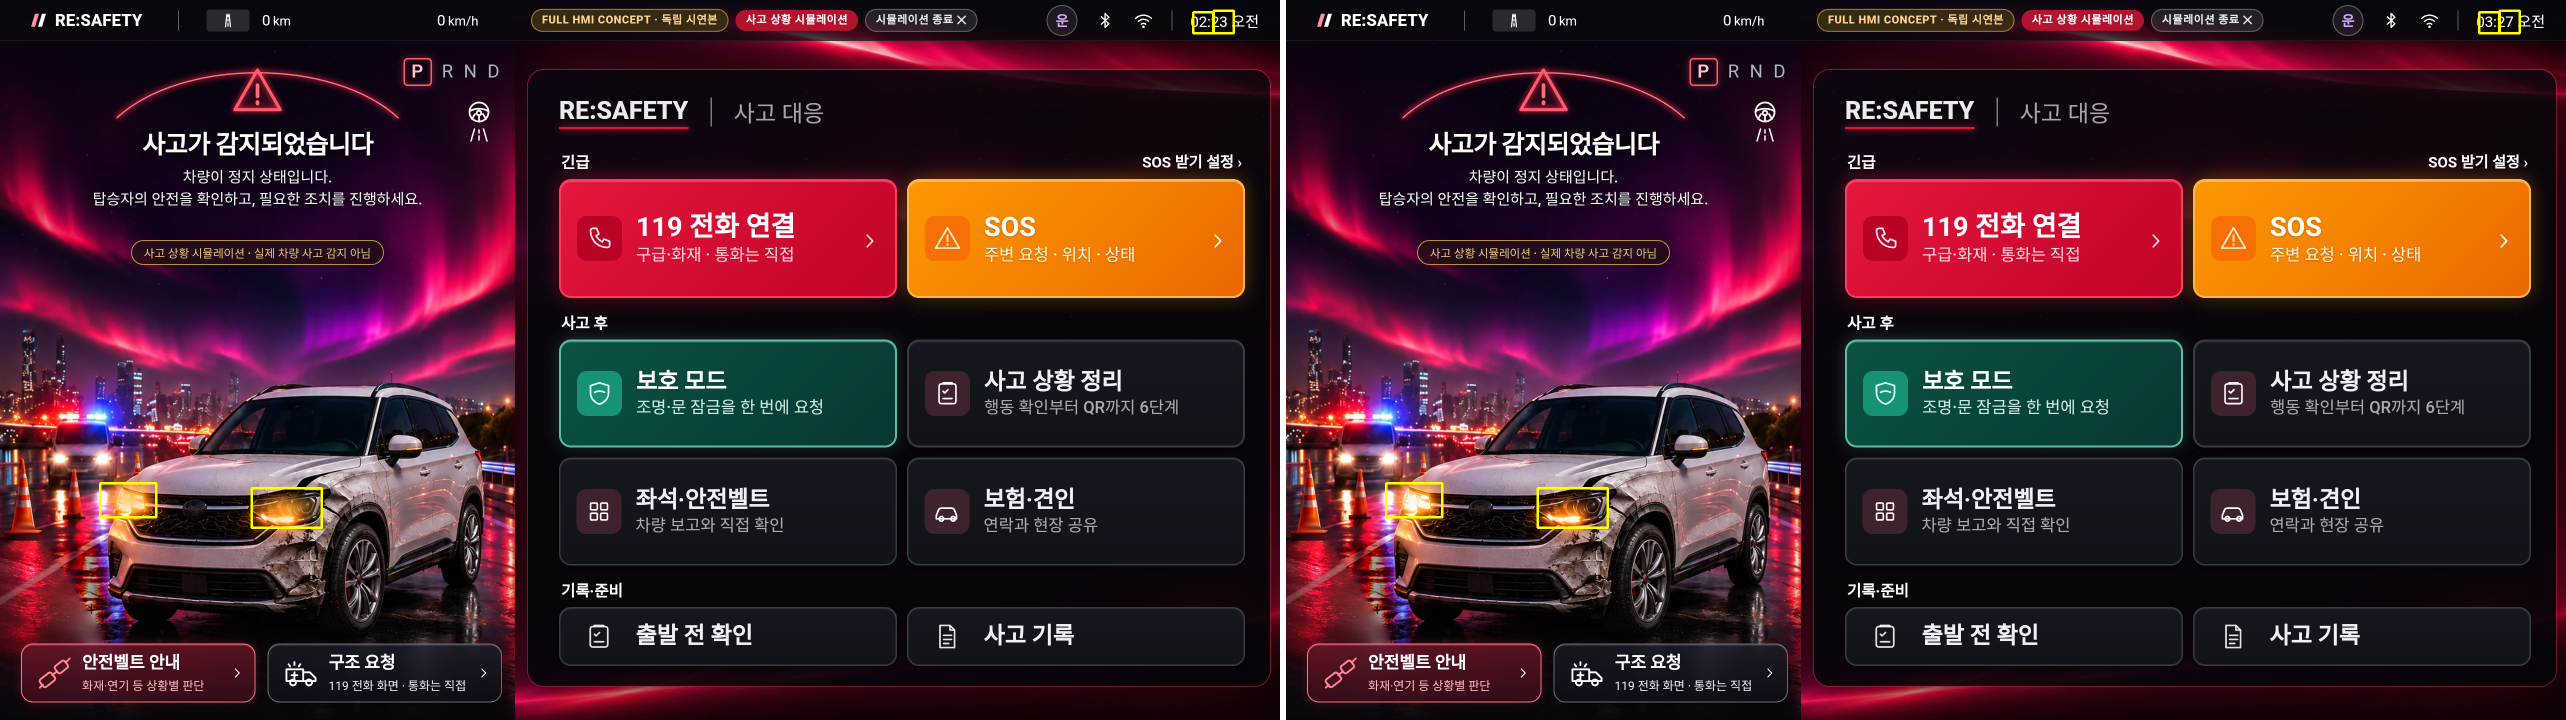 RE:SAFETY 0 km 0 km/h FULL HMI CONCEPT · 독립 시연본 사고 상황 시뮬레이션 시뮬레이션 종료 ✕ 운 02:23 오전
P R N D
사고가 감지되었습니다
차량이 정지 상태입니다.
탑승자의 안전을 확인하고, 필요한 조치를 진행하세요.
사고 상황 시뮬레이션 · 실제 차량 사고 감지 아님
안전벨트 안내
화재·연기 등 상황별 판단
구조 요청
119 전화 화면 · 통화는 직접
RE:SAFETY 사고 대응
긴급 SOS 받기 설정 ›
119 전화 연결
구급·화재 · 통화는 직접
SOS
주변 요청 · 위치 · 상태
사고 후
보호 모드
조명·문 잠금을 한 번에 요청
사고 상황 정리
행동 확인부터 QR까지 6단계
좌석·안전벨트
차량 보고와 직접 확인
보험·견인
연락과 현장 공유
기록·준비
출발 전 확인
사고 기록
RE:SAFETY 0 km 0 km/h FULL HMI CONCEPT · 독립 시연본 사고 상황 시뮬레이션 시뮬레이션 종료 ✕ 운 03:27 오전
P R N D
사고가 감지되었습니다
차량이 정지 상태입니다.
탑승자의 안전을 확인하고, 필요한 조치를 진행하세요.
사고 상황 시뮬레이션 · 실제 차량 사고 감지 아님
안전벨트 안내
화재·연기 등 상황별 판단
구조 요청
119 전화 화면 · 통화는 직접
RE:SAFETY 사고 대응
긴급 SOS 받기 설정 ›
119 전화 연결
구급·화재 · 통화는 직접
SOS
주변 요청 · 위치 · 상태
사고 후
보호 모드
조명·문 잠금을 한 번에 요청
사고 상황 정리
행동 확인부터 QR까지 6단계
좌석·안전벨트
차량 보고와 직접 확인
보험·견인
연락과 현장 공유
기록·준비
출발 전 확인
사고 기록